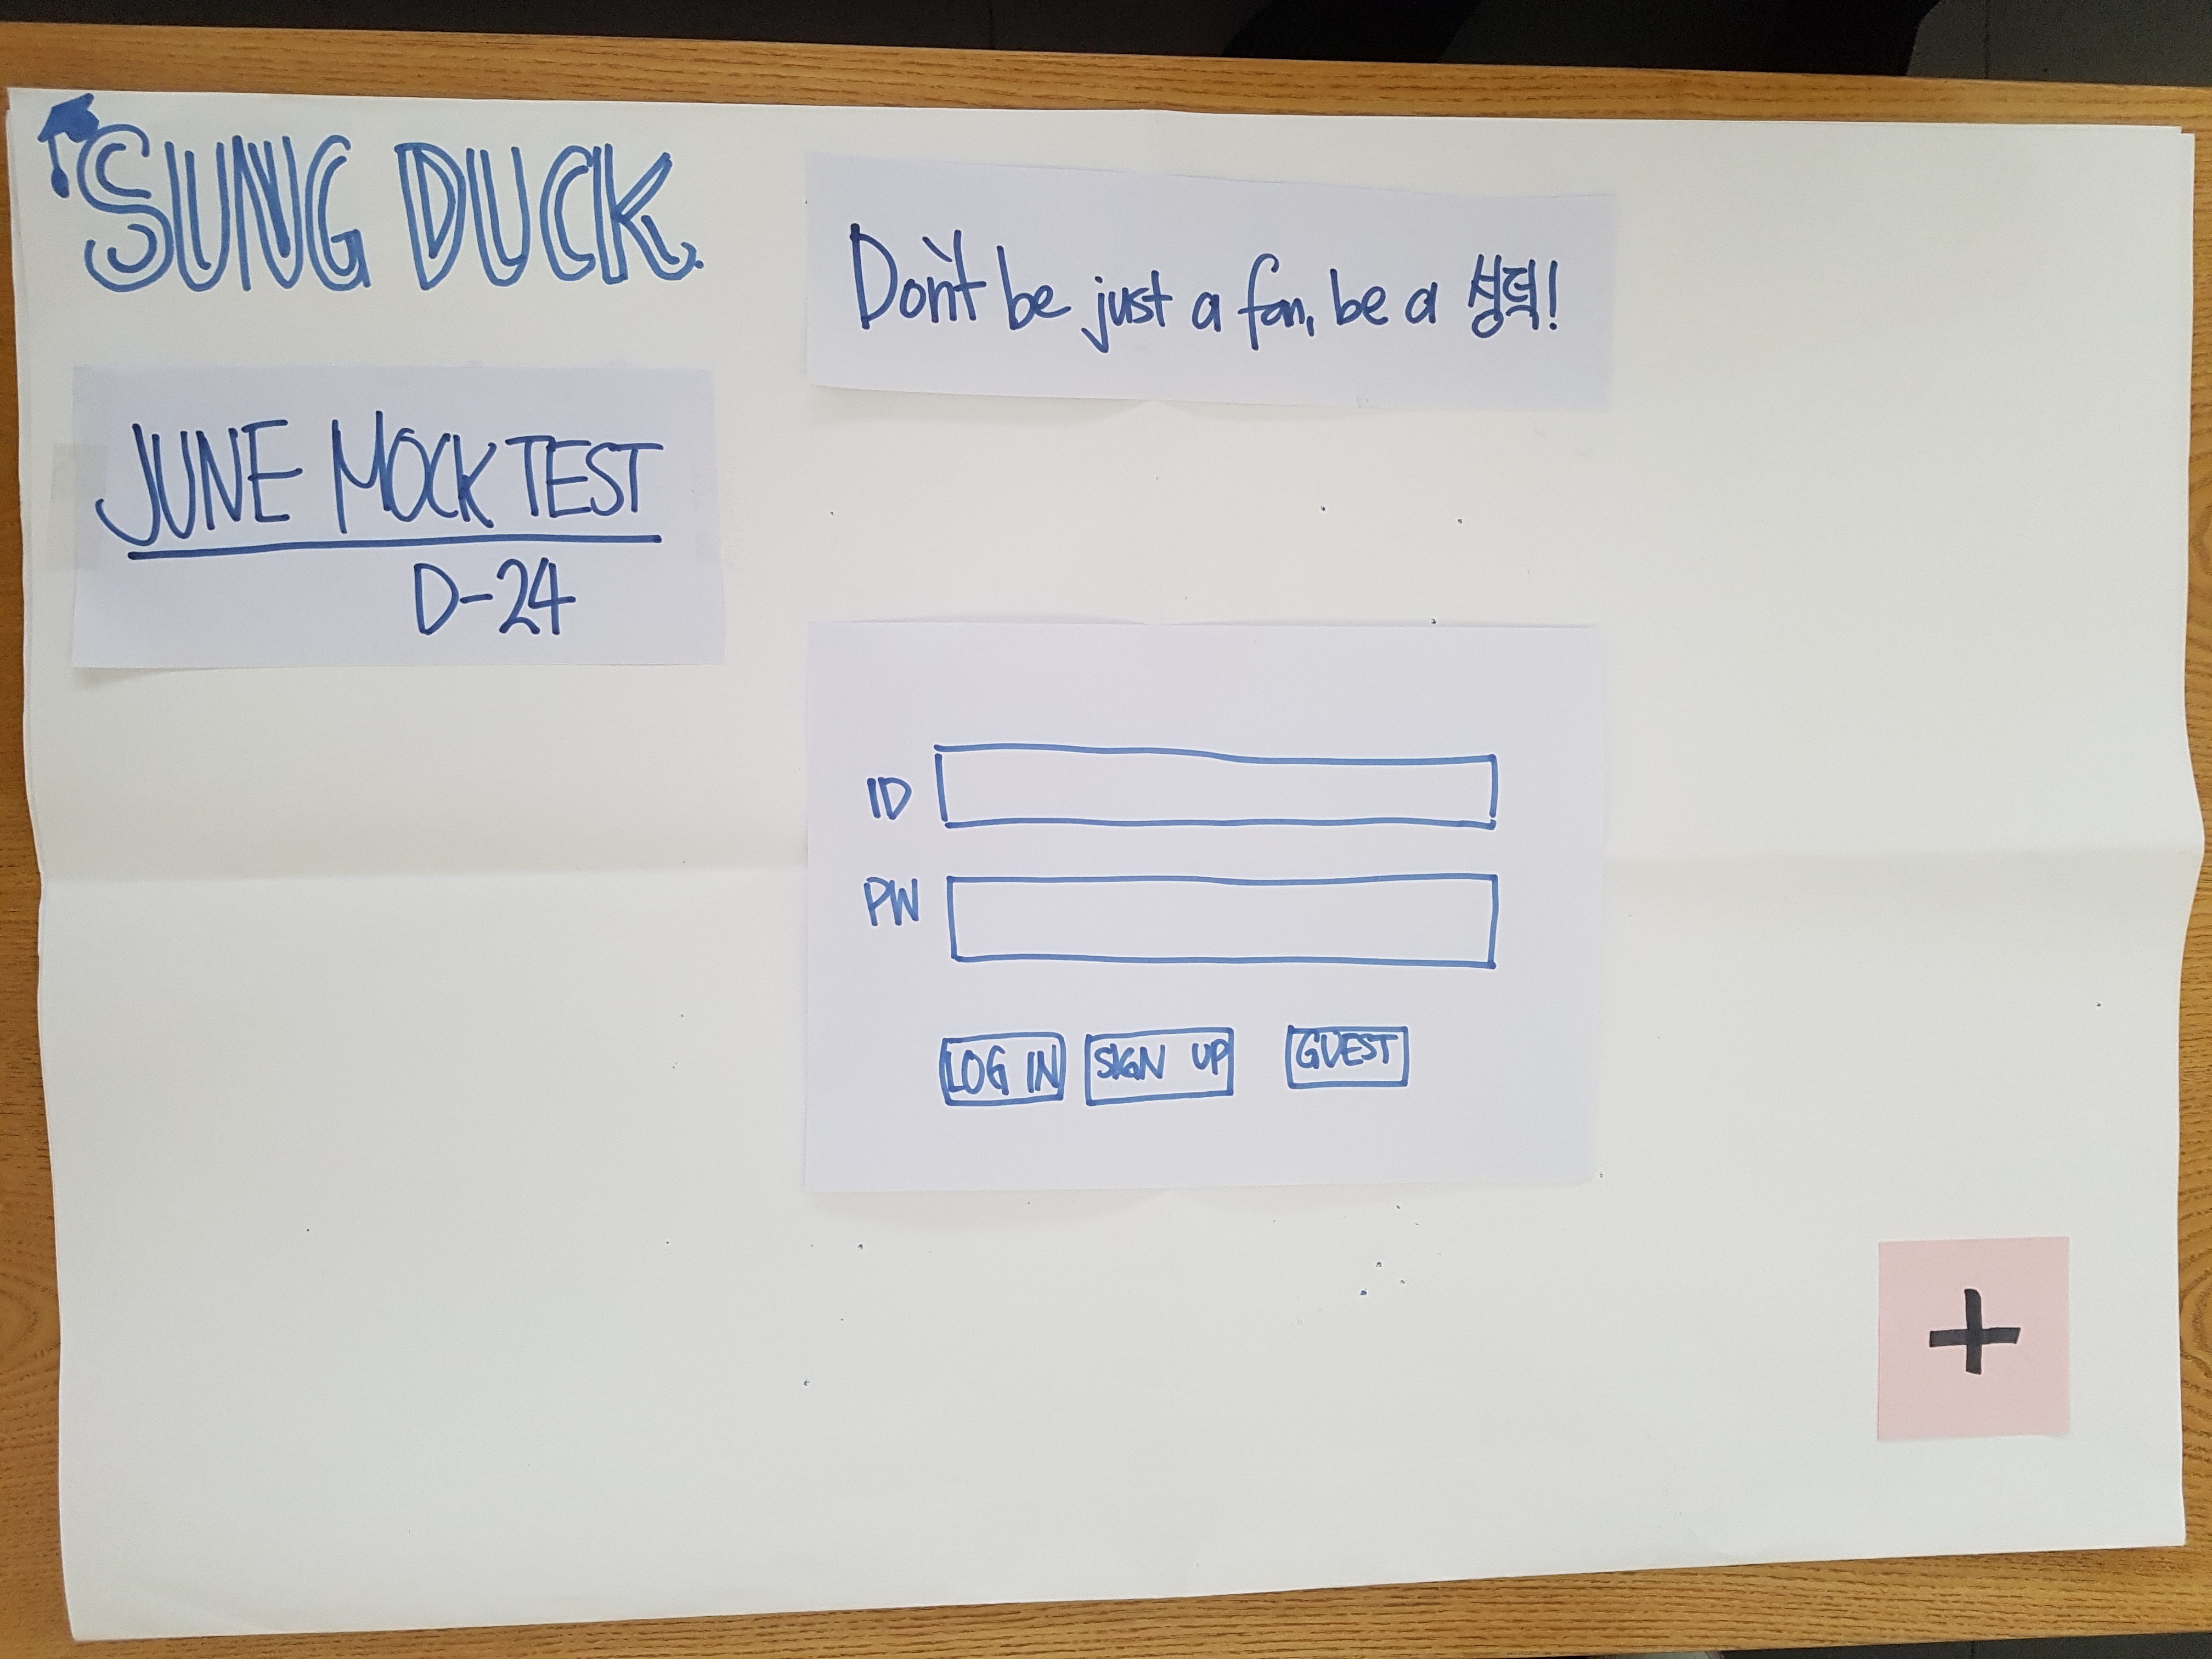 SUNG DUCK.
Don't be just a fan, be a 성덕!
JUNE MOCK TEST
D-24
ID
PW
LOG IN SIGN UP GUEST
+